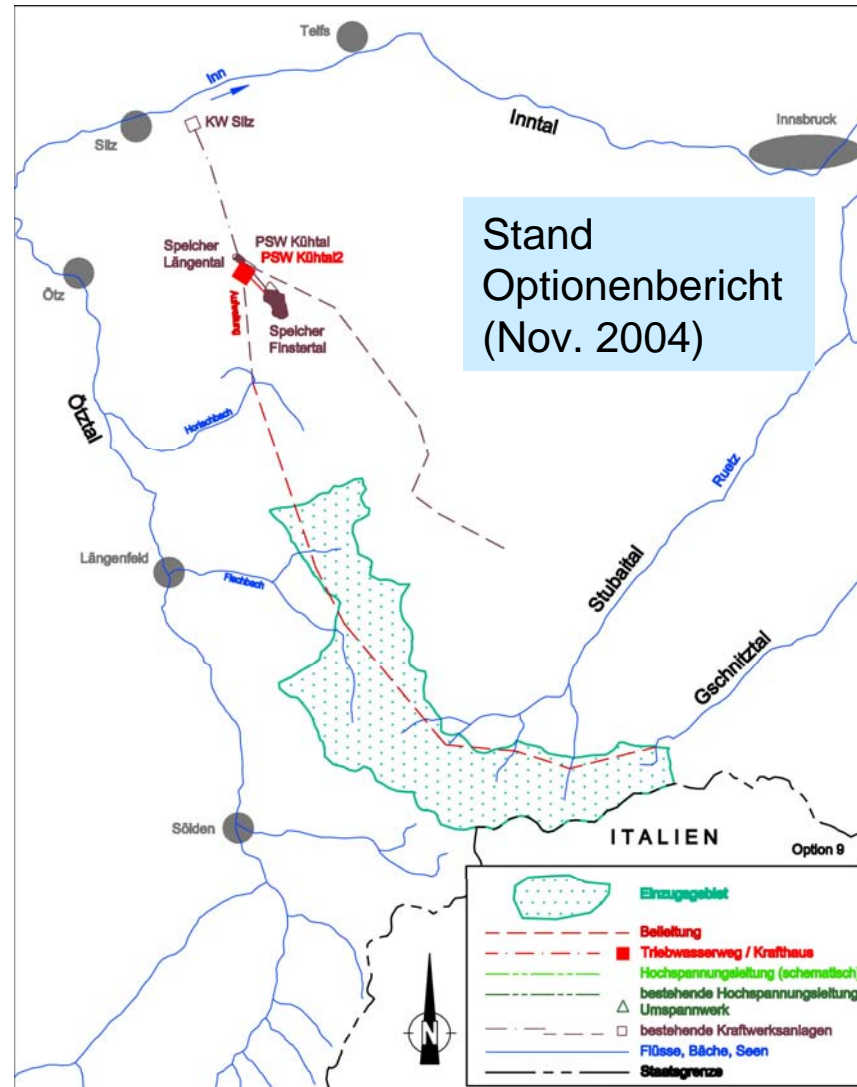 Telfs
Inn
Silz
KW Silz
Inntal
Innsbruck
Stand
Optionenbericht
(Nov. 2004)
Speicher
Längental
PSW Kühtal
PSW Kühtal2
Ötz
Aufweitung
Speicher
Finstertal
Ötztal
Horlachbach
Ruetz
Längenfeld
Fischbach
Stubaital
Gschnitztal
Sölden
ITALIEN
Option 9
Einzugsgebiet
Beileitung
Triebwasserweg / Krafthaus
Hochspannungsleitung (schematisch)
bestehende Hochspannungsleitung
Umspannwerk
bestehende Kraftwerksanlagen
Flüsse, Bäche, Seen
Staatsgrenze
N